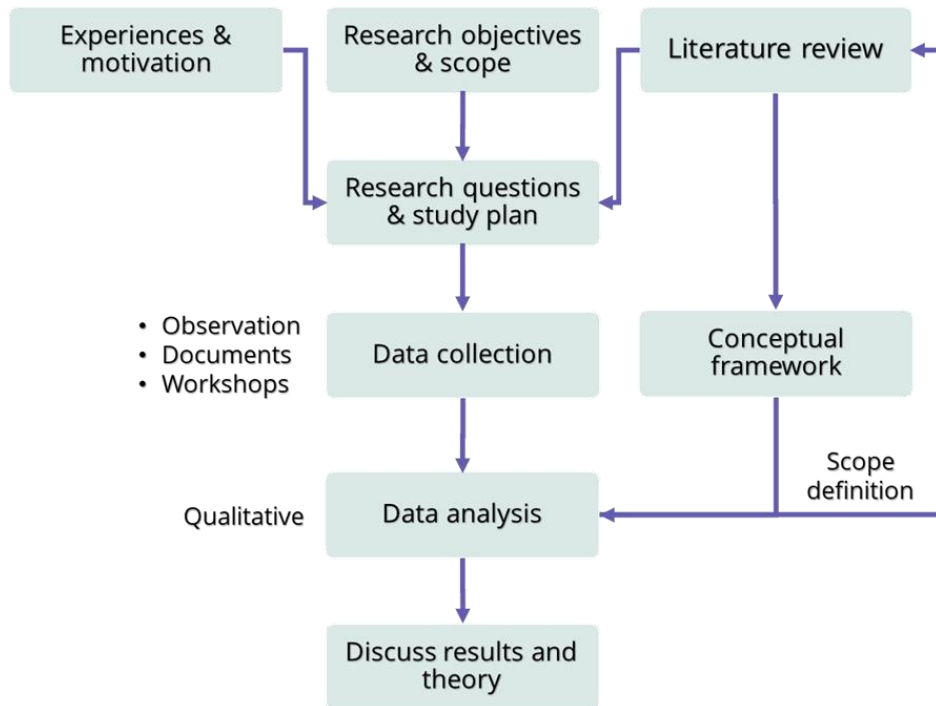 Experiences &
motivation
Research objectives
& scope
Literature review
Research questions
& study plan
• Observation
• Documents
• Workshops
Data collection
Conceptual
framework
Scope
definition
Qualitative
Data analysis
Discuss results and
theory